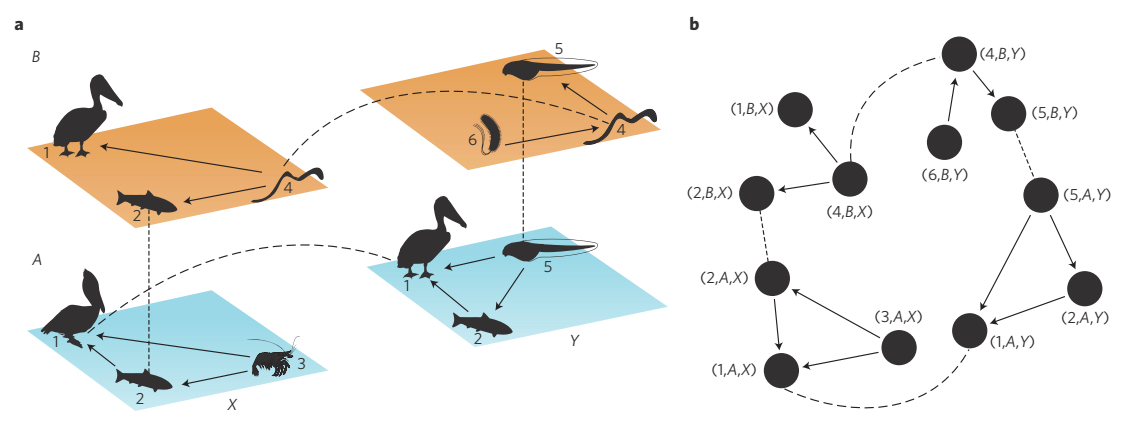 a
B
1
2
4
5
6
4
A
1
2
3
X
1
5
2
Y
b
(4,B,Y)
(1,B,X)
(5,B,Y)
(6,B,Y)
(2,B,X)
(4,B,X)
(5,A,Y)
(2,A,X)
(3,A,X)
(2,A,Y)
(1,A,Y)
(1,A,X)